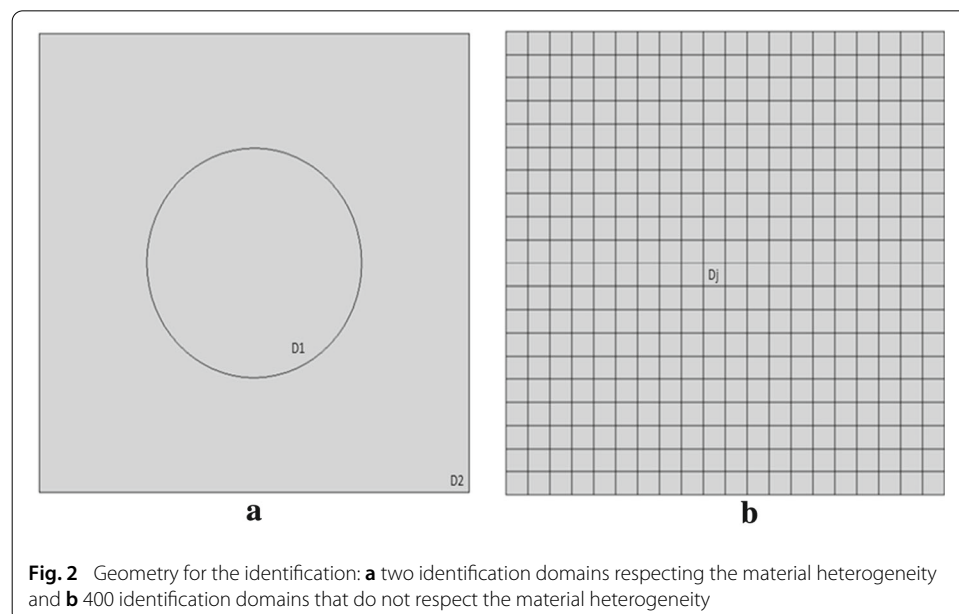 D1
D2
a
Dj
b
Fig. 2 Geometry for the identification: a two identification domains respecting the material heterogeneity
and b 400 identification domains that do not respect the material heterogeneity